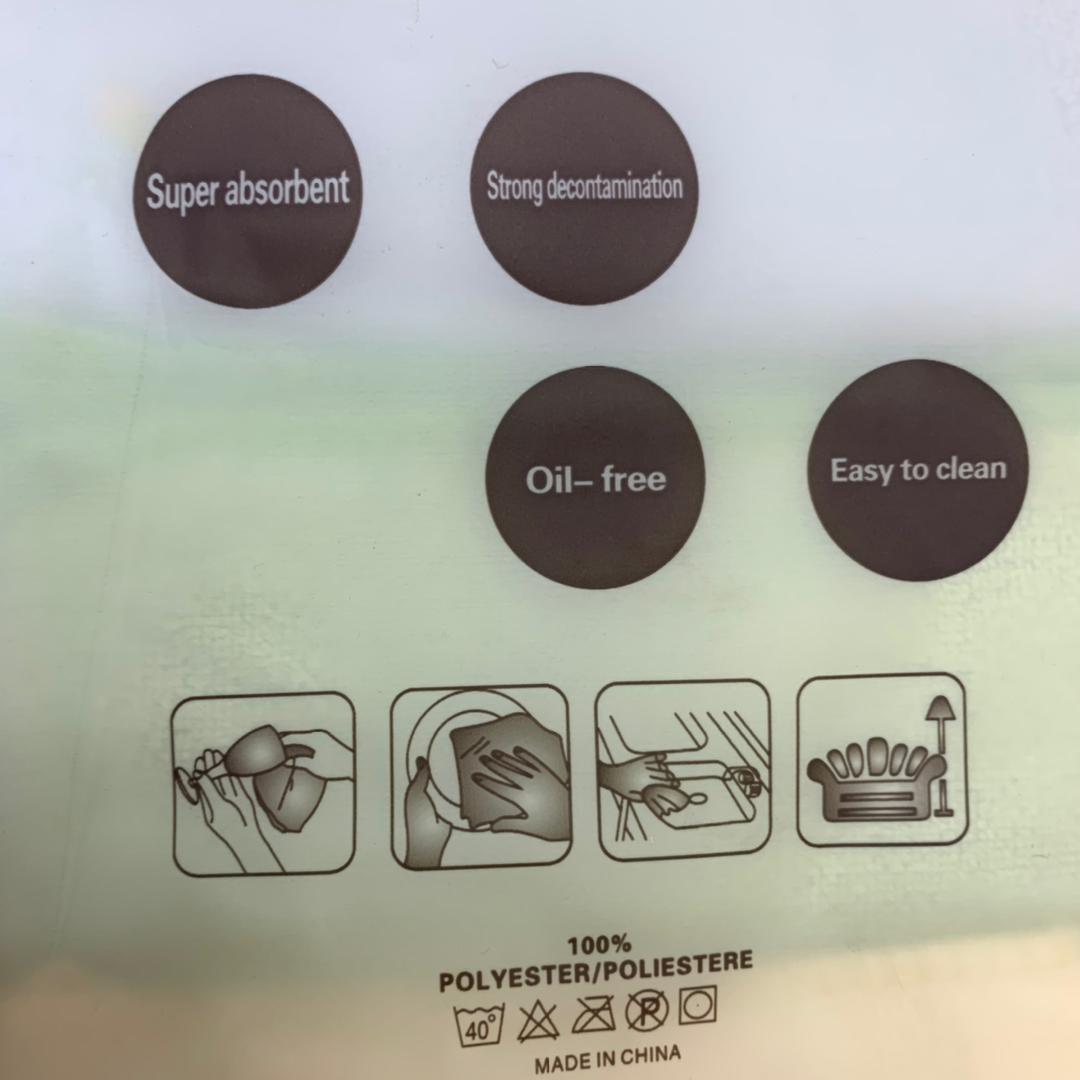 Super absorbent
Strong decontamination
Oil– free
Easy to clean
100%
POLYESTER/POLIESTERE
40°
P
MADE IN CHINA